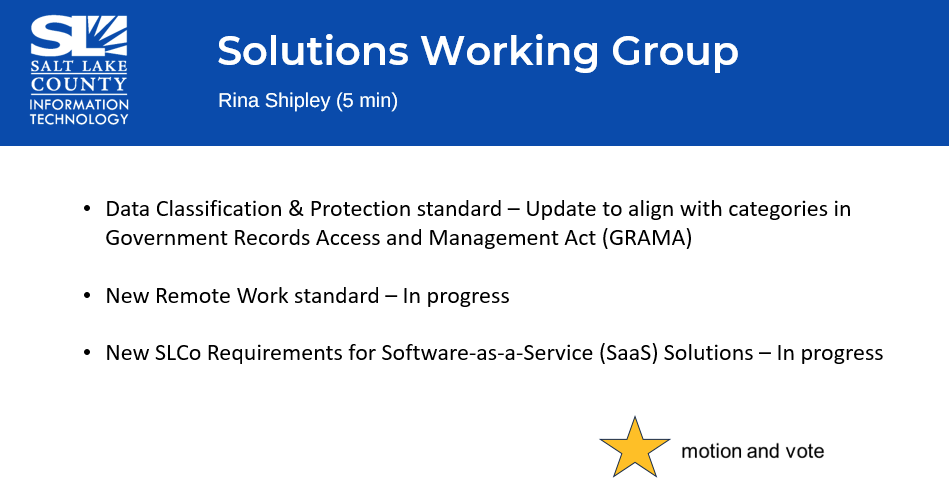 SL
SALT LAKE
COUNTY
INFORMATION
TECHNOLOGY
Solutions Working Group
Rina Shipley (5 min)
• Data Classification & Protection standard – Update to align with categories in
Government Records Access and Management Act (GRAMA)
• New Remote Work standard – In progress
• New SLCo Requirements for Software-as-a-Service (SaaS) Solutions – In progress
motion and vote